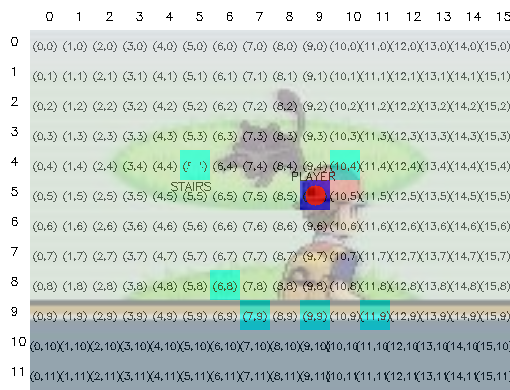 0 1 2 3 4 5 6 7 8 9 10 11 12 13 14 15
0 (0,0) (1,0) (2,0) (3,0) (4,0) (5,0) (6,0) (7,0) (8,0) (9,0) (10,0)(11,0)(12,0)(13,0)(14,0)(15,0)
1 (0,1) (1,1) (2,1) (3,1) (4,1) (5,1) (6,1) (7,1) (8,1) (9,1) (10,1)(11,1)(12,1)(13,1)(14,1)(15,1)
2 (0,2) (1,2) (2,2) (3,2) (4,2) (5,2) (6,2) (7,2) (8,2) (9,2) (10,2)(11,2)(12,2)(13,2)(14,2)(15,2)
3 (0,3) (1,3) (2,3) (3,3) (4,3) (5,3) (6,3) (7,3) (8,3) (9,3) (10,3)(11,3)(12,3)(13,3)(14,3)(15,3)
4 (0,4) (1,4) (2,4) (3,4) (4,4) (6,4) (7,4) (8,4) (9,4) (10,4)(11,4)(12,4)(13,4)(14,4)(15,4)
PLAYER
STAIRS
5 (0,5) (1,5) (2,5) (3,5) (4,5) (5,5) (6,5) (7,5) (8,5) (10,5)(11,5)(12,5)(13,5)(14,5)(15,5)
6 (0,6) (1,6) (2,6) (3,6) (4,6) (5,6) (6,6) (7,6) (8,6) (9,6) (10,6)(11,6)(12,6)(13,6)(14,6)(15,6)
7 (0,7) (1,7) (2,7) (3,7) (4,7) (5,7) (6,7) (7,7) (8,7) (9,7) (10,7)(11,7)(12,7)(13,7)(14,7)(15,7)
8 (0,8) (1,8) (2,8) (3,8) (4,8) (5,8) (6,8) (7,8) (8,8) (9,8) (10,8)(11,8)(12,8)(13,8)(14,8)(15,8)
9 (0,9) (1,9) (2,9) (3,9) (4,9) (5,9) (6,9) (7,9) (8,9) (9,9) (10,9)(11,9)(12,9)(13,9)(14,9)(15,9)
10 (0,10)(1,10)(2,10)(3,10)(4,10)(5,10)(6,10)(7,10)(8,10)(9,10)(10,10)(11,10)(12,10)(13,10)(14,10)(15,10)
11 (0,11)(1,11)(2,11)(3,11)(4,11)(5,11)(6,11)(7,11)(8,11)(9,11)(10,11)(11,11)(12,11)(13,11)(14,11)(15,11)